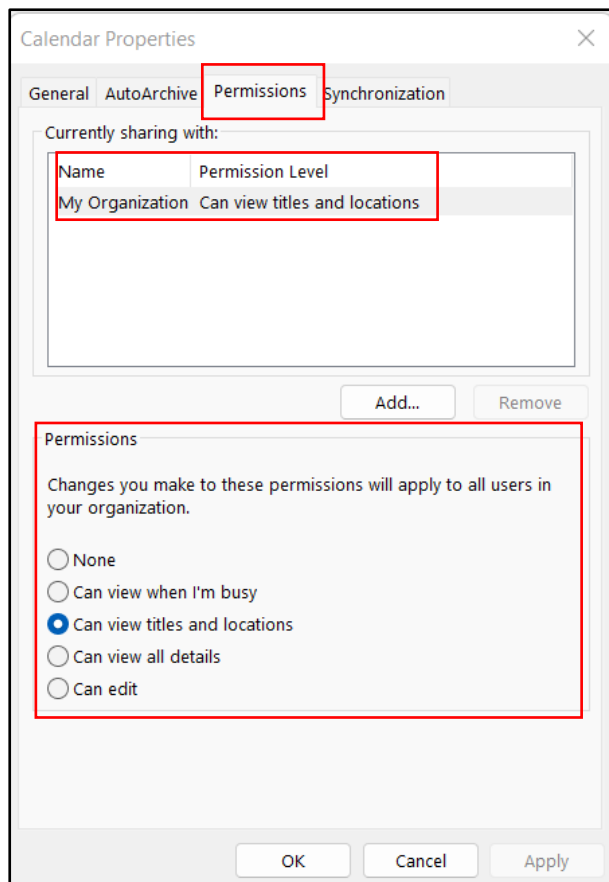 Calendar Properties
General AutoArchive Permissions Synchronization
Currently sharing with:
Name Permission Level
My Organization Can view titles and locations
Add... Remove
Permissions
Changes you make to these permissions will apply to all users in
your organization.
None
Can view when I'm busy
Can view titles and locations
Can view all details
Can edit
OK Cancel Apply